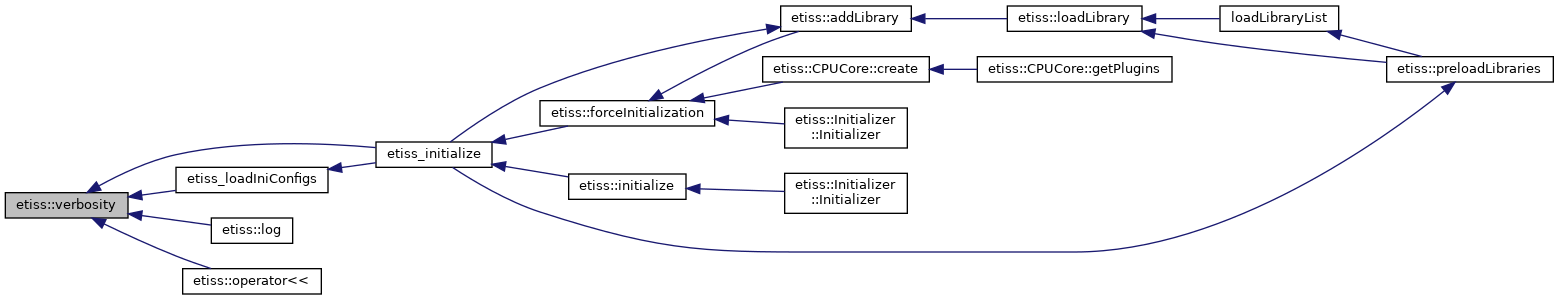 etiss::addLibrary
etiss::loadLibrary
loadLibraryList
etiss::CPUCore::create
etiss::CPUCore::getPlugins
etiss::preloadLibraries
etiss::forceInitialization
etiss::Initializer
::Initializer
etiss_initialize
etiss_loadIniConfigs
etiss::initialize
etiss::Initializer
::Initializer
etiss::verbosity
etiss::log
etiss::operator<<